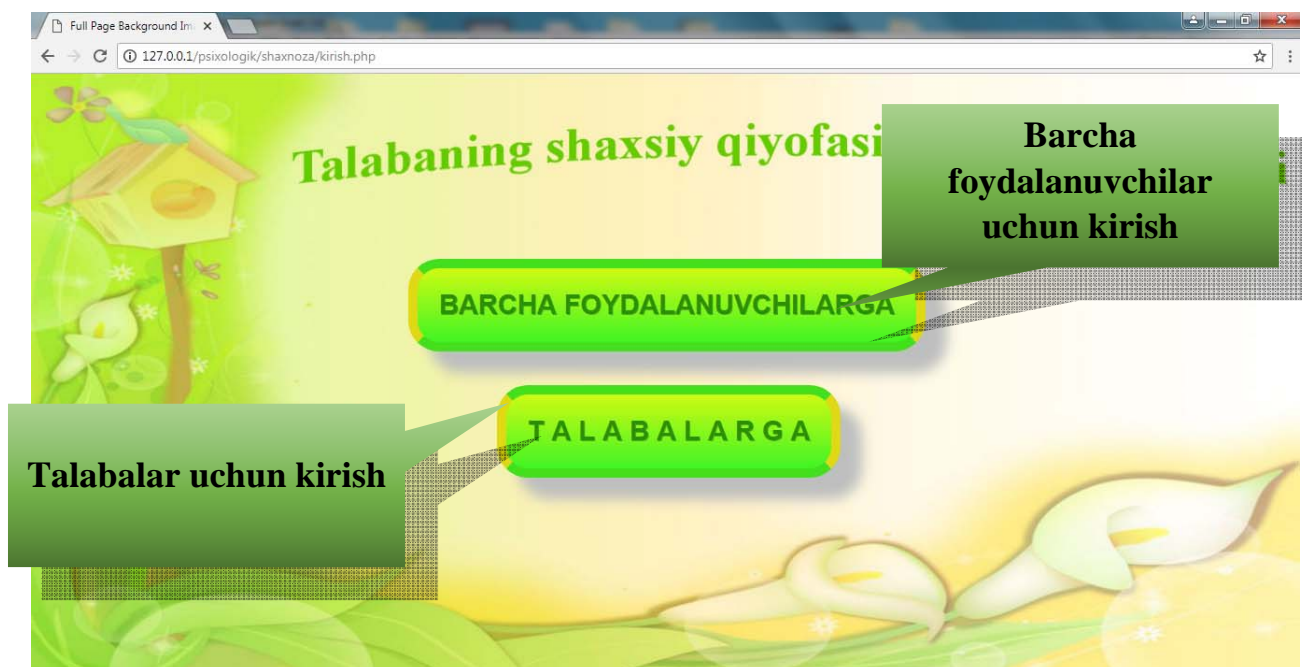 Full Page Background Im
127.0.0.1/psixologik/shaxnoza/kirish.php
Talabaning shaxsiy qiyofasi
Barcha
foydalanuvchilar
uchun kirish
BARCHA FOYDALANUVCHILARGA
TALABALARGA
Talabalar uchun kirish